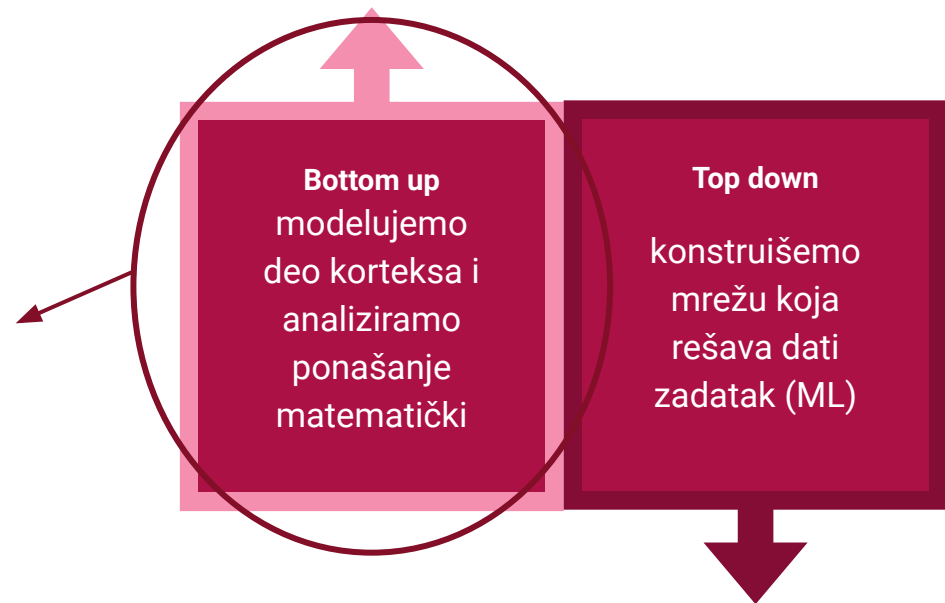 Bottom up
modelujemo
deo korteksa i
analiziramo
ponašanje
matematički
Top down
konstruišemo
mrežu koja
rešava dati
zadatak (ML)